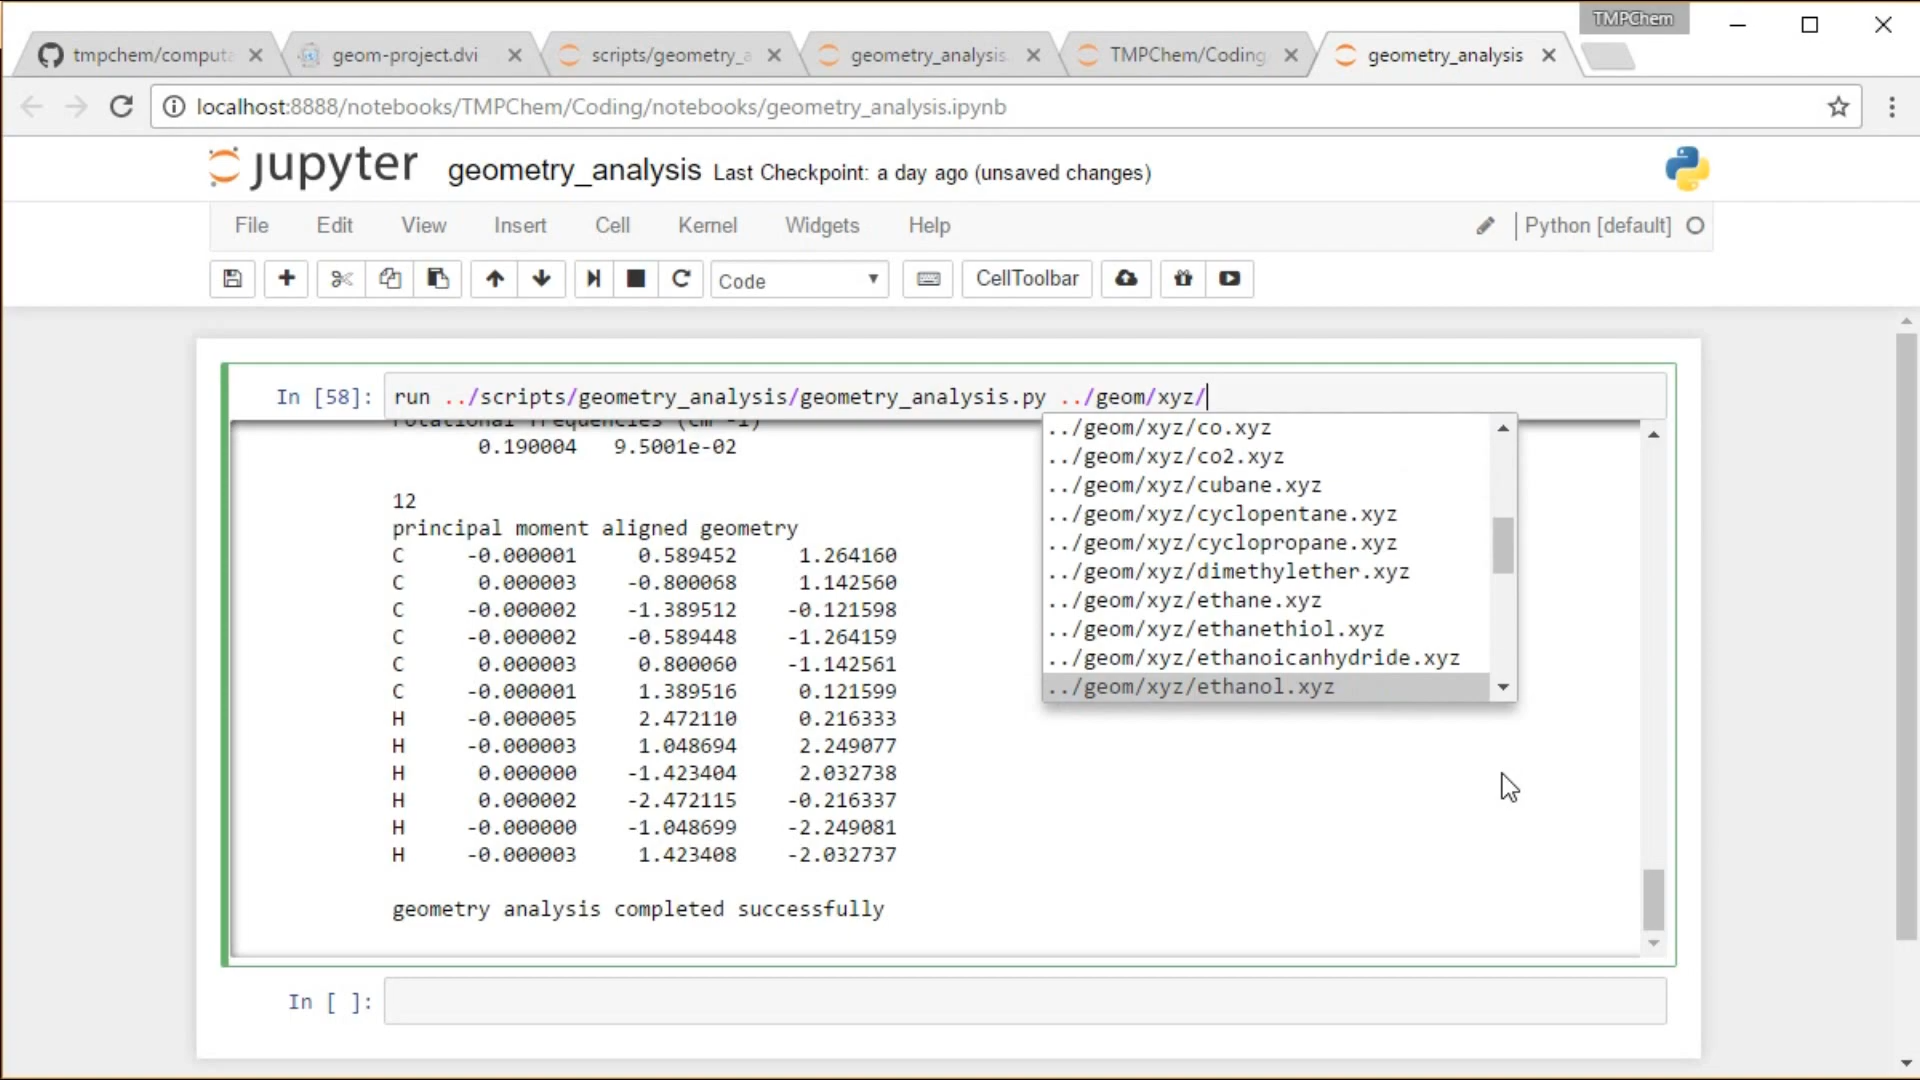 TMPChem
tmpchem/computa
geom-project.dvi
scripts/geometry_a
geometry_analysis
TMPChem/Coding
geometry_analysis
localhost:8888/notebooks/TMPChem/Coding/notebooks/geometry_analysis.ipynb
jupyter geometry_analysis Last Checkpoint: a day ago (unsaved changes)
File Edit View Insert Cell Kernel Widgets Help Python [default]
Code CellToolbar
In [58]: run ../scripts/geometry_analysis/geometry_analysis.py ../geom/xyz/
rotational frequencies (cm^-1)
0.190004 9.5001e-02
12
principal moment aligned geometry
C -0.000001 0.589452 1.264160
C 0.000003 -0.800068 1.142560
C -0.000002 -1.389512 -0.121598
C -0.000002 -0.589448 -1.264159
C 0.000003 0.800060 -1.142561
C -0.000001 1.389516 0.121599
H -0.000005 2.472110 0.216333
H -0.000003 1.048694 2.249077
H 0.000000 -1.423404 2.032738
H 0.000002 -2.472115 -0.216337
H -0.000000 -1.048699 -2.249081
H -0.000003 1.423408 -2.032737
geometry analysis completed successfully
../geom/xyz/co.xyz
../geom/xyz/co2.xyz
../geom/xyz/cubane.xyz
../geom/xyz/cyclopentane.xyz
../geom/xyz/cyclopropane.xyz
../geom/xyz/dimethylether.xyz
../geom/xyz/ethane.xyz
../geom/xyz/ethanethiol.xyz
../geom/xyz/ethanoicanhydride.xyz
../geom/xyz/ethanol.xyz
In [ ]: